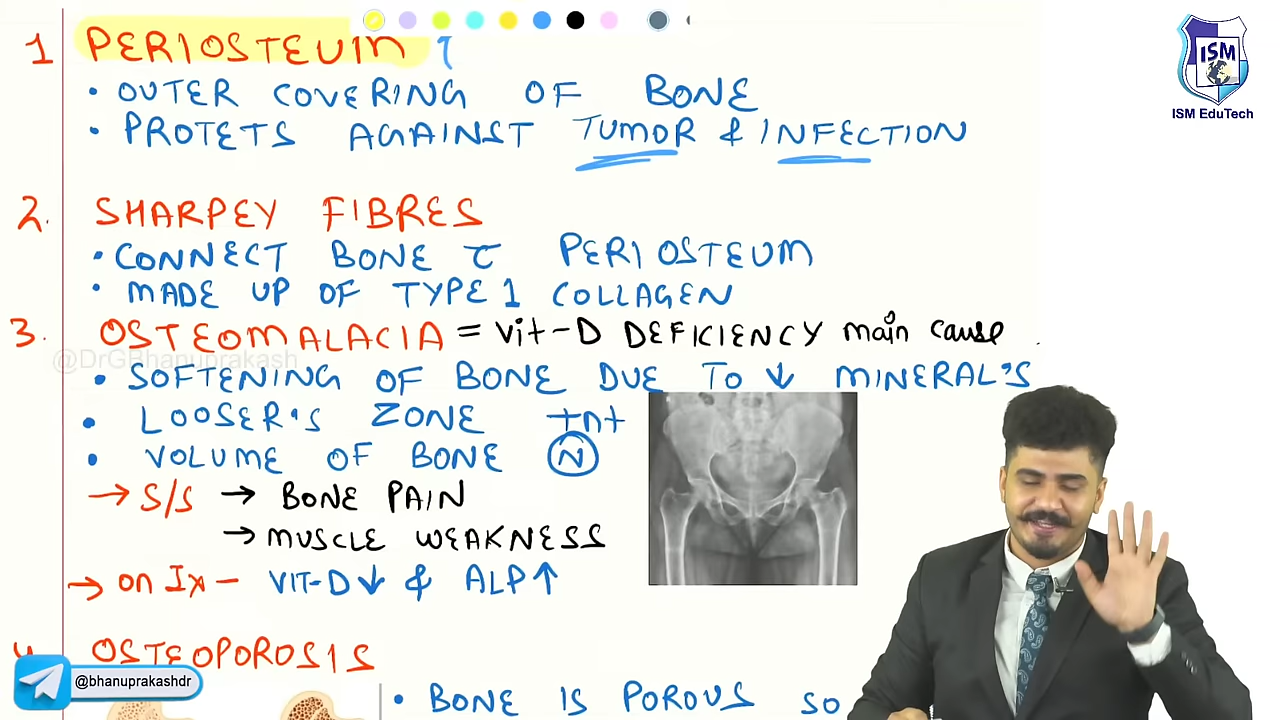 1 PERIOSTEUM
• OUTER COVERING OF BONE
• PROTETS AGAINST TUMOR & INFECTION
2. SHARPEY FIBRES
• CONNECT BONE PERIOSTEUM
• MADE UP OF TYPE 1 COLLAGEN
3. OSTEOMALACIA = Vit-D DEFICIENCY main cause
@DrGBhanuprakash
• SOFTENING OF BONE DUE TO ↓ MINERAL'S
• LOOSER'S ZONE +nt
• VOLUME OF BONE N
→ S/S → BONE PAIN
→ MUSCLE WEAKNESS
→ on Ix - VIT-D ↓ & ALP ↑
4. OSTEOPOROSIS
• BONE IS POROUS SO
@bhanuprakashdr
ISM
ISM EduTech